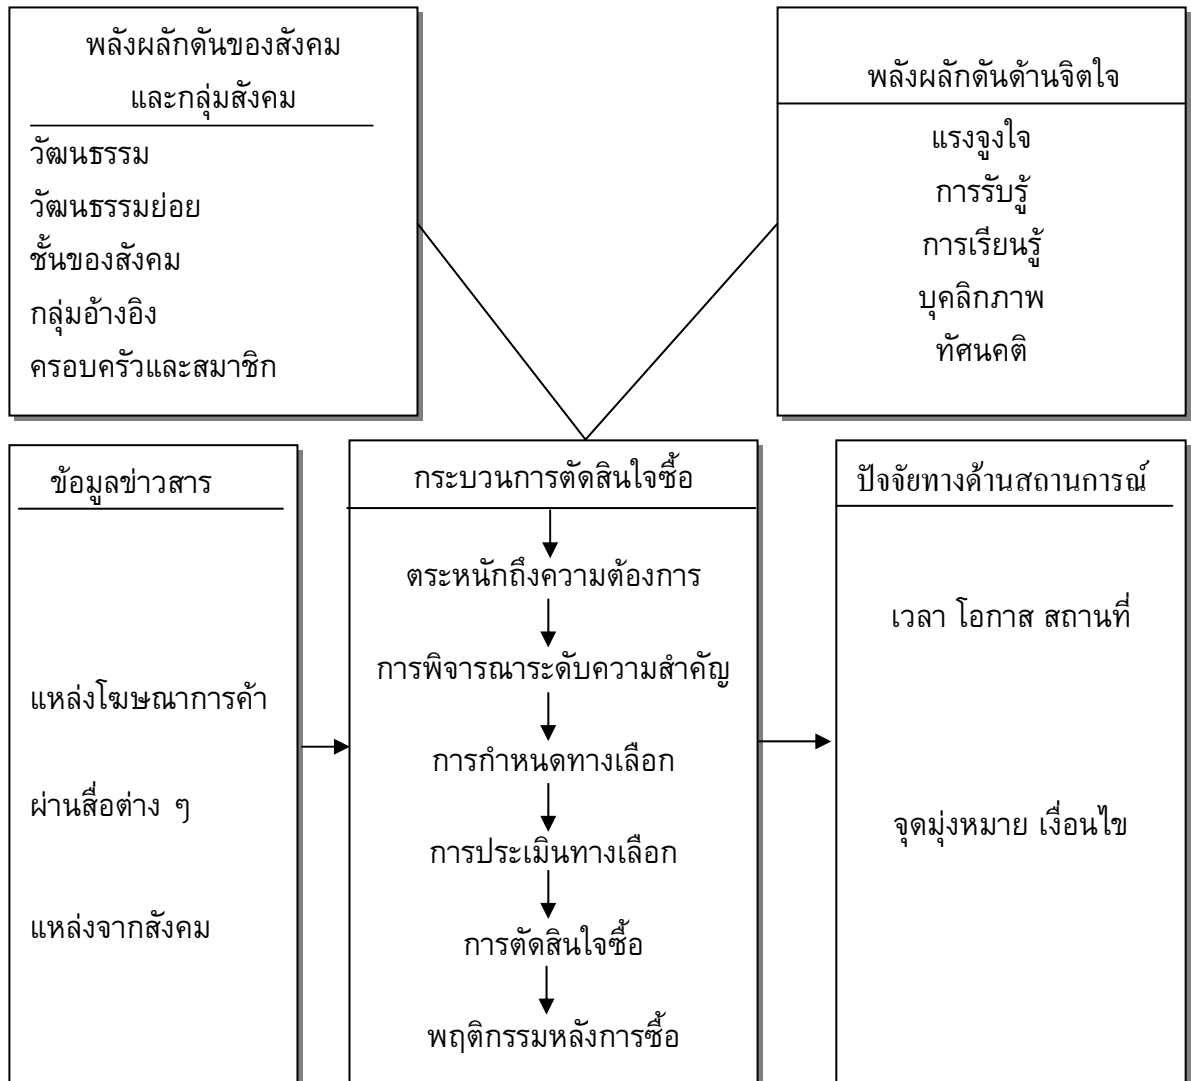 พลังผลักดันของสังคม
และกลุ่มสังคม
วัฒนธรรม
วัฒนธรรมย่อย
ชั้นของสังคม
กลุ่มอ้างอิง
ครอบครัวและสมาชิก
พลังผลักดันด้านจิตใจ
แรงจูงใจ
การรับรู้
การเรียนรู้
บุคลิกภาพ
ทัศนคติ
ข้อมูลข่าวสาร
แหล่งโฆษณาการค้า
ผ่านสื่อต่าง ๆ
แหล่งจากสังคม
กระบวนการตัดสินใจซื้อ
ตระหนักถึงความต้องการ
การพิจารณาระดับความสำคัญ
การกำหนดทางเลือก
การประเมินทางเลือก
การตัดสินใจซื้อ
พฤติกรรมหลังการซื้อ
ปัจจัยทางด้านสถานการณ์
เวลา โอกาส สถานที่
จุดมุ่งหมาย เงื่อนไข